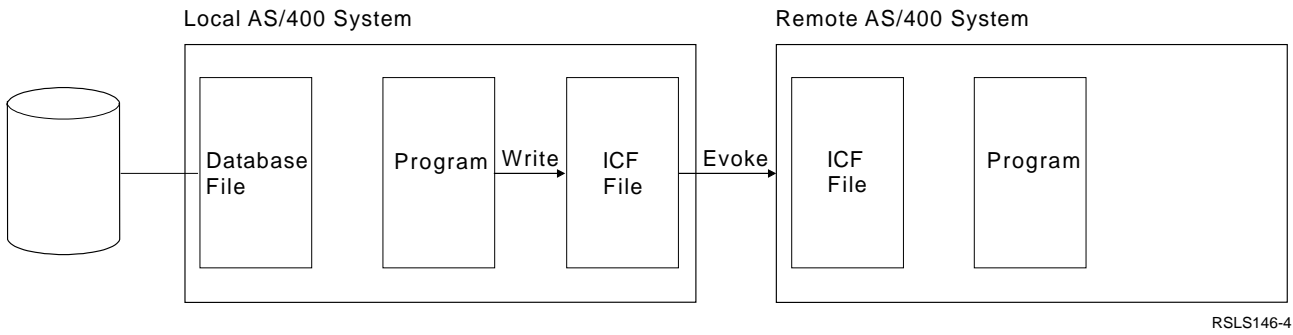 Local AS/400 System
Remote AS/400 System
Database
File
Program
Write
ICF
File
Evoke
ICF
File
Program
RSLS146-4